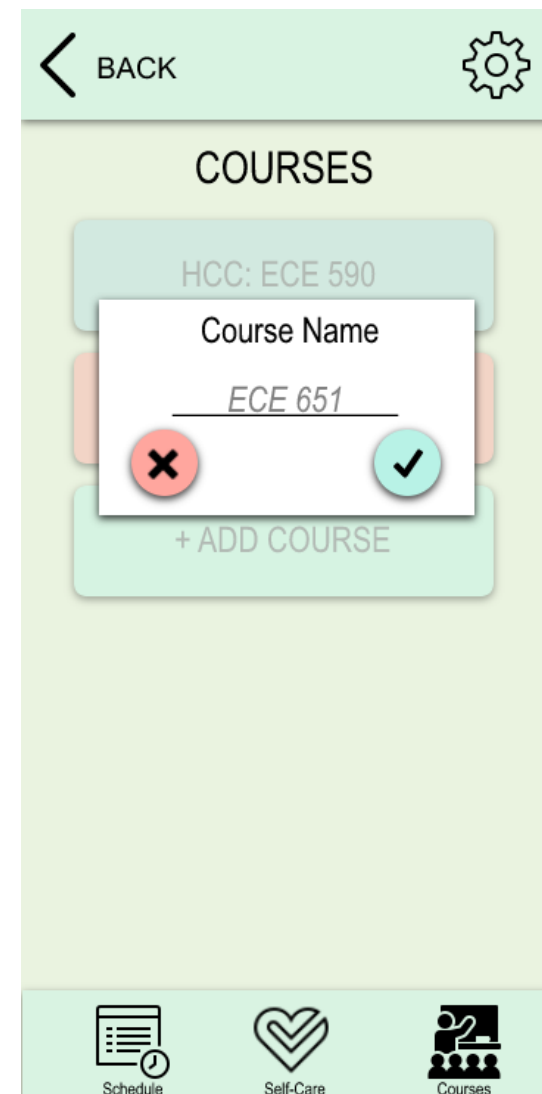 BACK
COURSES
HCC: ECE 590
Course Name
ECE 651
+ ADD COURSE
Schedule
Self-Care
Courses